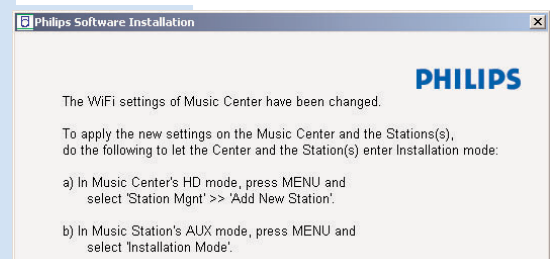 Philips Software Installation
PHILIPS
The WiFi settings of Music Center have been changed.
To apply the new settings on the Music Center and the Stations(s),
do the following to let the Center and the Station(s) enter Installation mode:
a) In Music Center's HD mode, press MENU and
select 'Station Mgnt' >> 'Add New Station'.
b) In Music Station's AUX mode, press MENU and
select 'Installation Mode'.